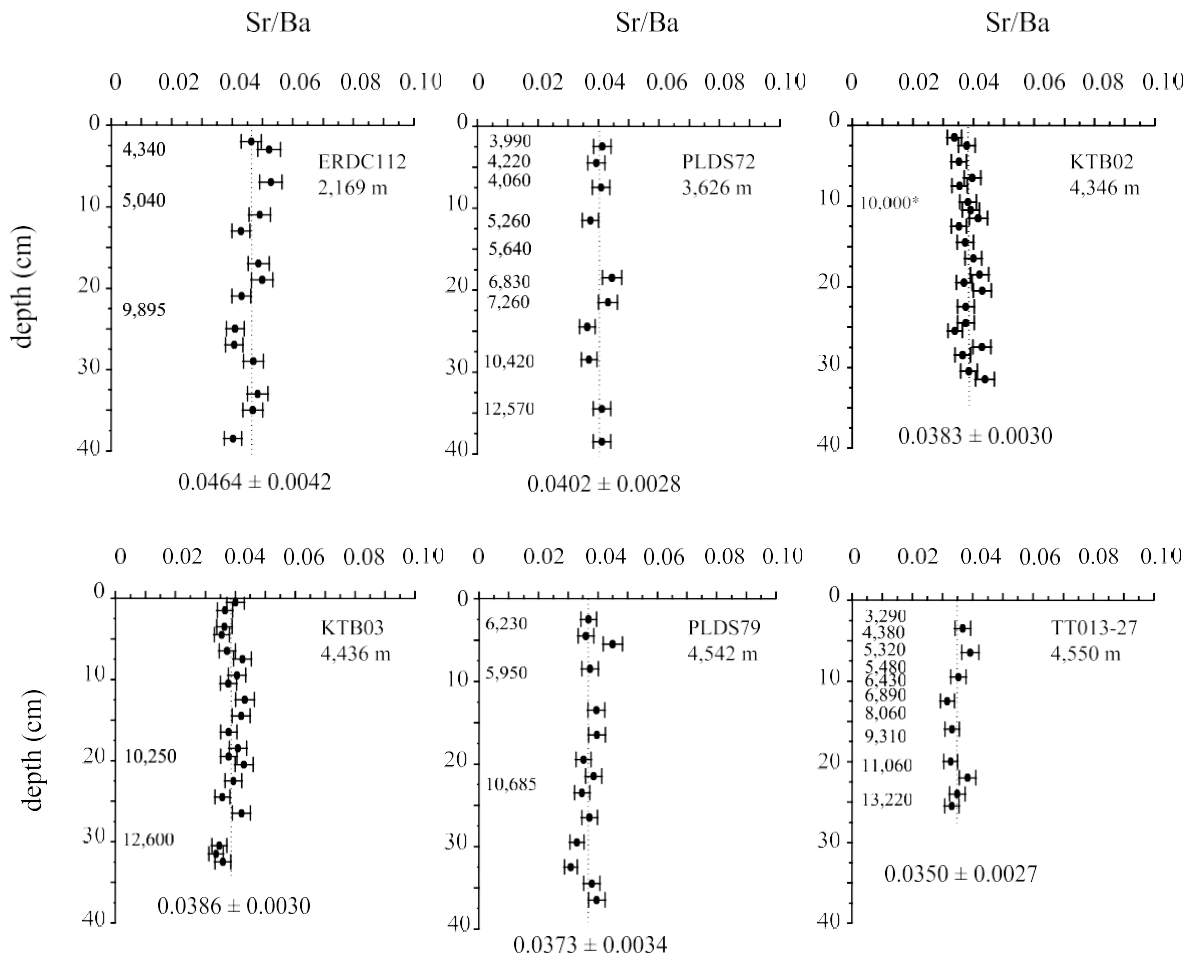 Sr/Ba
Sr/Ba
Sr/Ba
0 0.02 0.04 0.06 0.08 0.10
0 0.02 0.04 0.06 0.08 0.10
0 0.02 0.04 0.06 0.08 0.10
depth (cm)
0
10
20
30
40
4,340
5,040
9,895
ERDC112
2,169 m
0.0464 ± 0.0042
0
10
20
30
40
3,990
4,220
4,060
5,260
5,640
6,830
7,260
10,420
12,570
PLDS72
3,626 m
0.0402 ± 0.0028
0
10
20
30
40
10,000*
KTB02
4,346 m
0.0383 ± 0.0030
0 0.02 0.04 0.06 0.08 0.10
0 0.02 0.04 0.06 0.08 0.10
0 0.02 0.04 0.06 0.08 0.10
depth (cm)
0
10
20
30
40
10,250
12,600
KTB03
4,436 m
0.0386 ± 0.0030
0
10
20
30
40
6,230
5,950
10,685
PLDS79
4,542 m
0.0373 ± 0.0034
0
10
20
30
40
3,290
4,380
5,320
5,480
6,430
6,890
8,060
9,310
11,060
13,220
TT013-27
4,550 m
0.0350 ± 0.0027